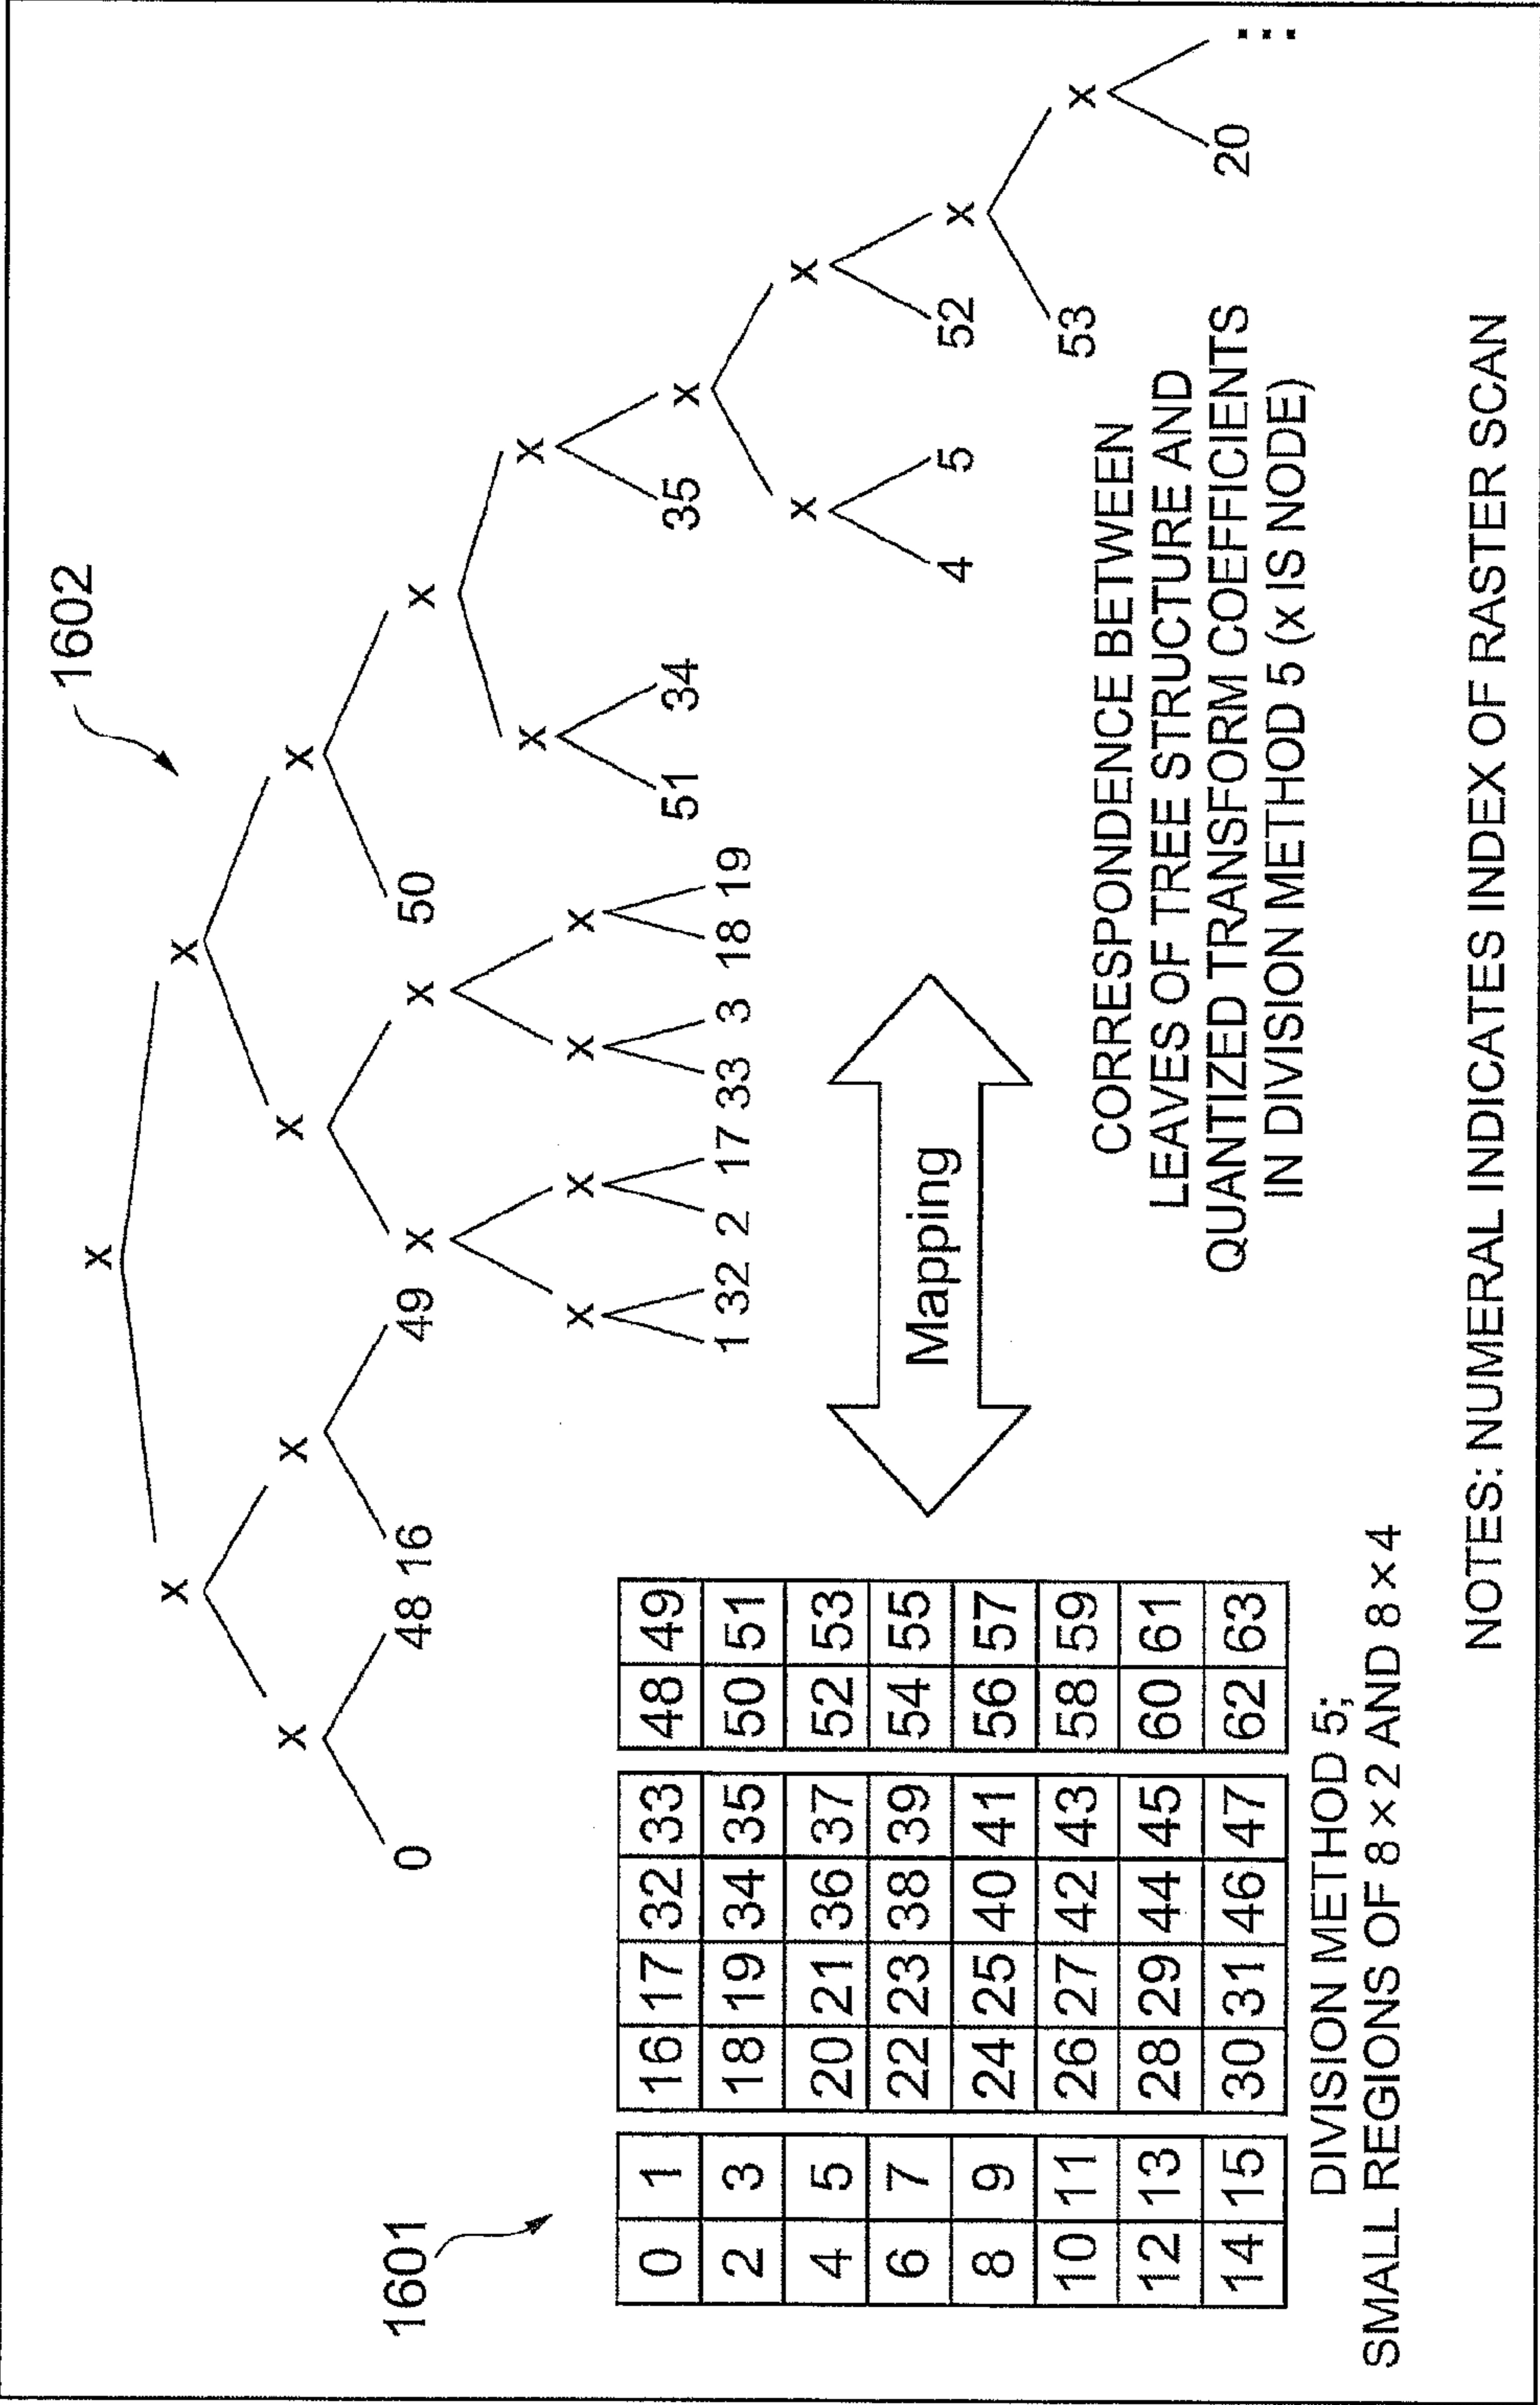 1602
x
x x
x x x x
0 48 16 49 x x 50 x
x x x x x x
1 32 2 17 33 3 18 19 51 34 35 x
x x
4 5 52 x
53 x
20 ...
1601
0 1 16 17 32 33 48 49
2 3 18 19 34 35 50 51
4 5 20 21 36 37 52 53
6 7 22 23 38 39 54 55
8 9 24 25 40 41 56 57
10 11 26 27 42 43 58 59
12 13 28 29 44 45 60 61
14 15 30 31 46 47 62 63
DIVISION METHOD 5;
SMALL REGIONS OF 8×2 AND 8×4
Mapping
CORRESPONDENCE BETWEEN
LEAVES OF TREE STRUCTURE AND
QUANTIZED TRANSFORM COEFFICIENTS
IN DIVISION METHOD 5 (x IS NODE)
NOTES: NUMERAL INDICATES INDEX OF RASTER SCAN